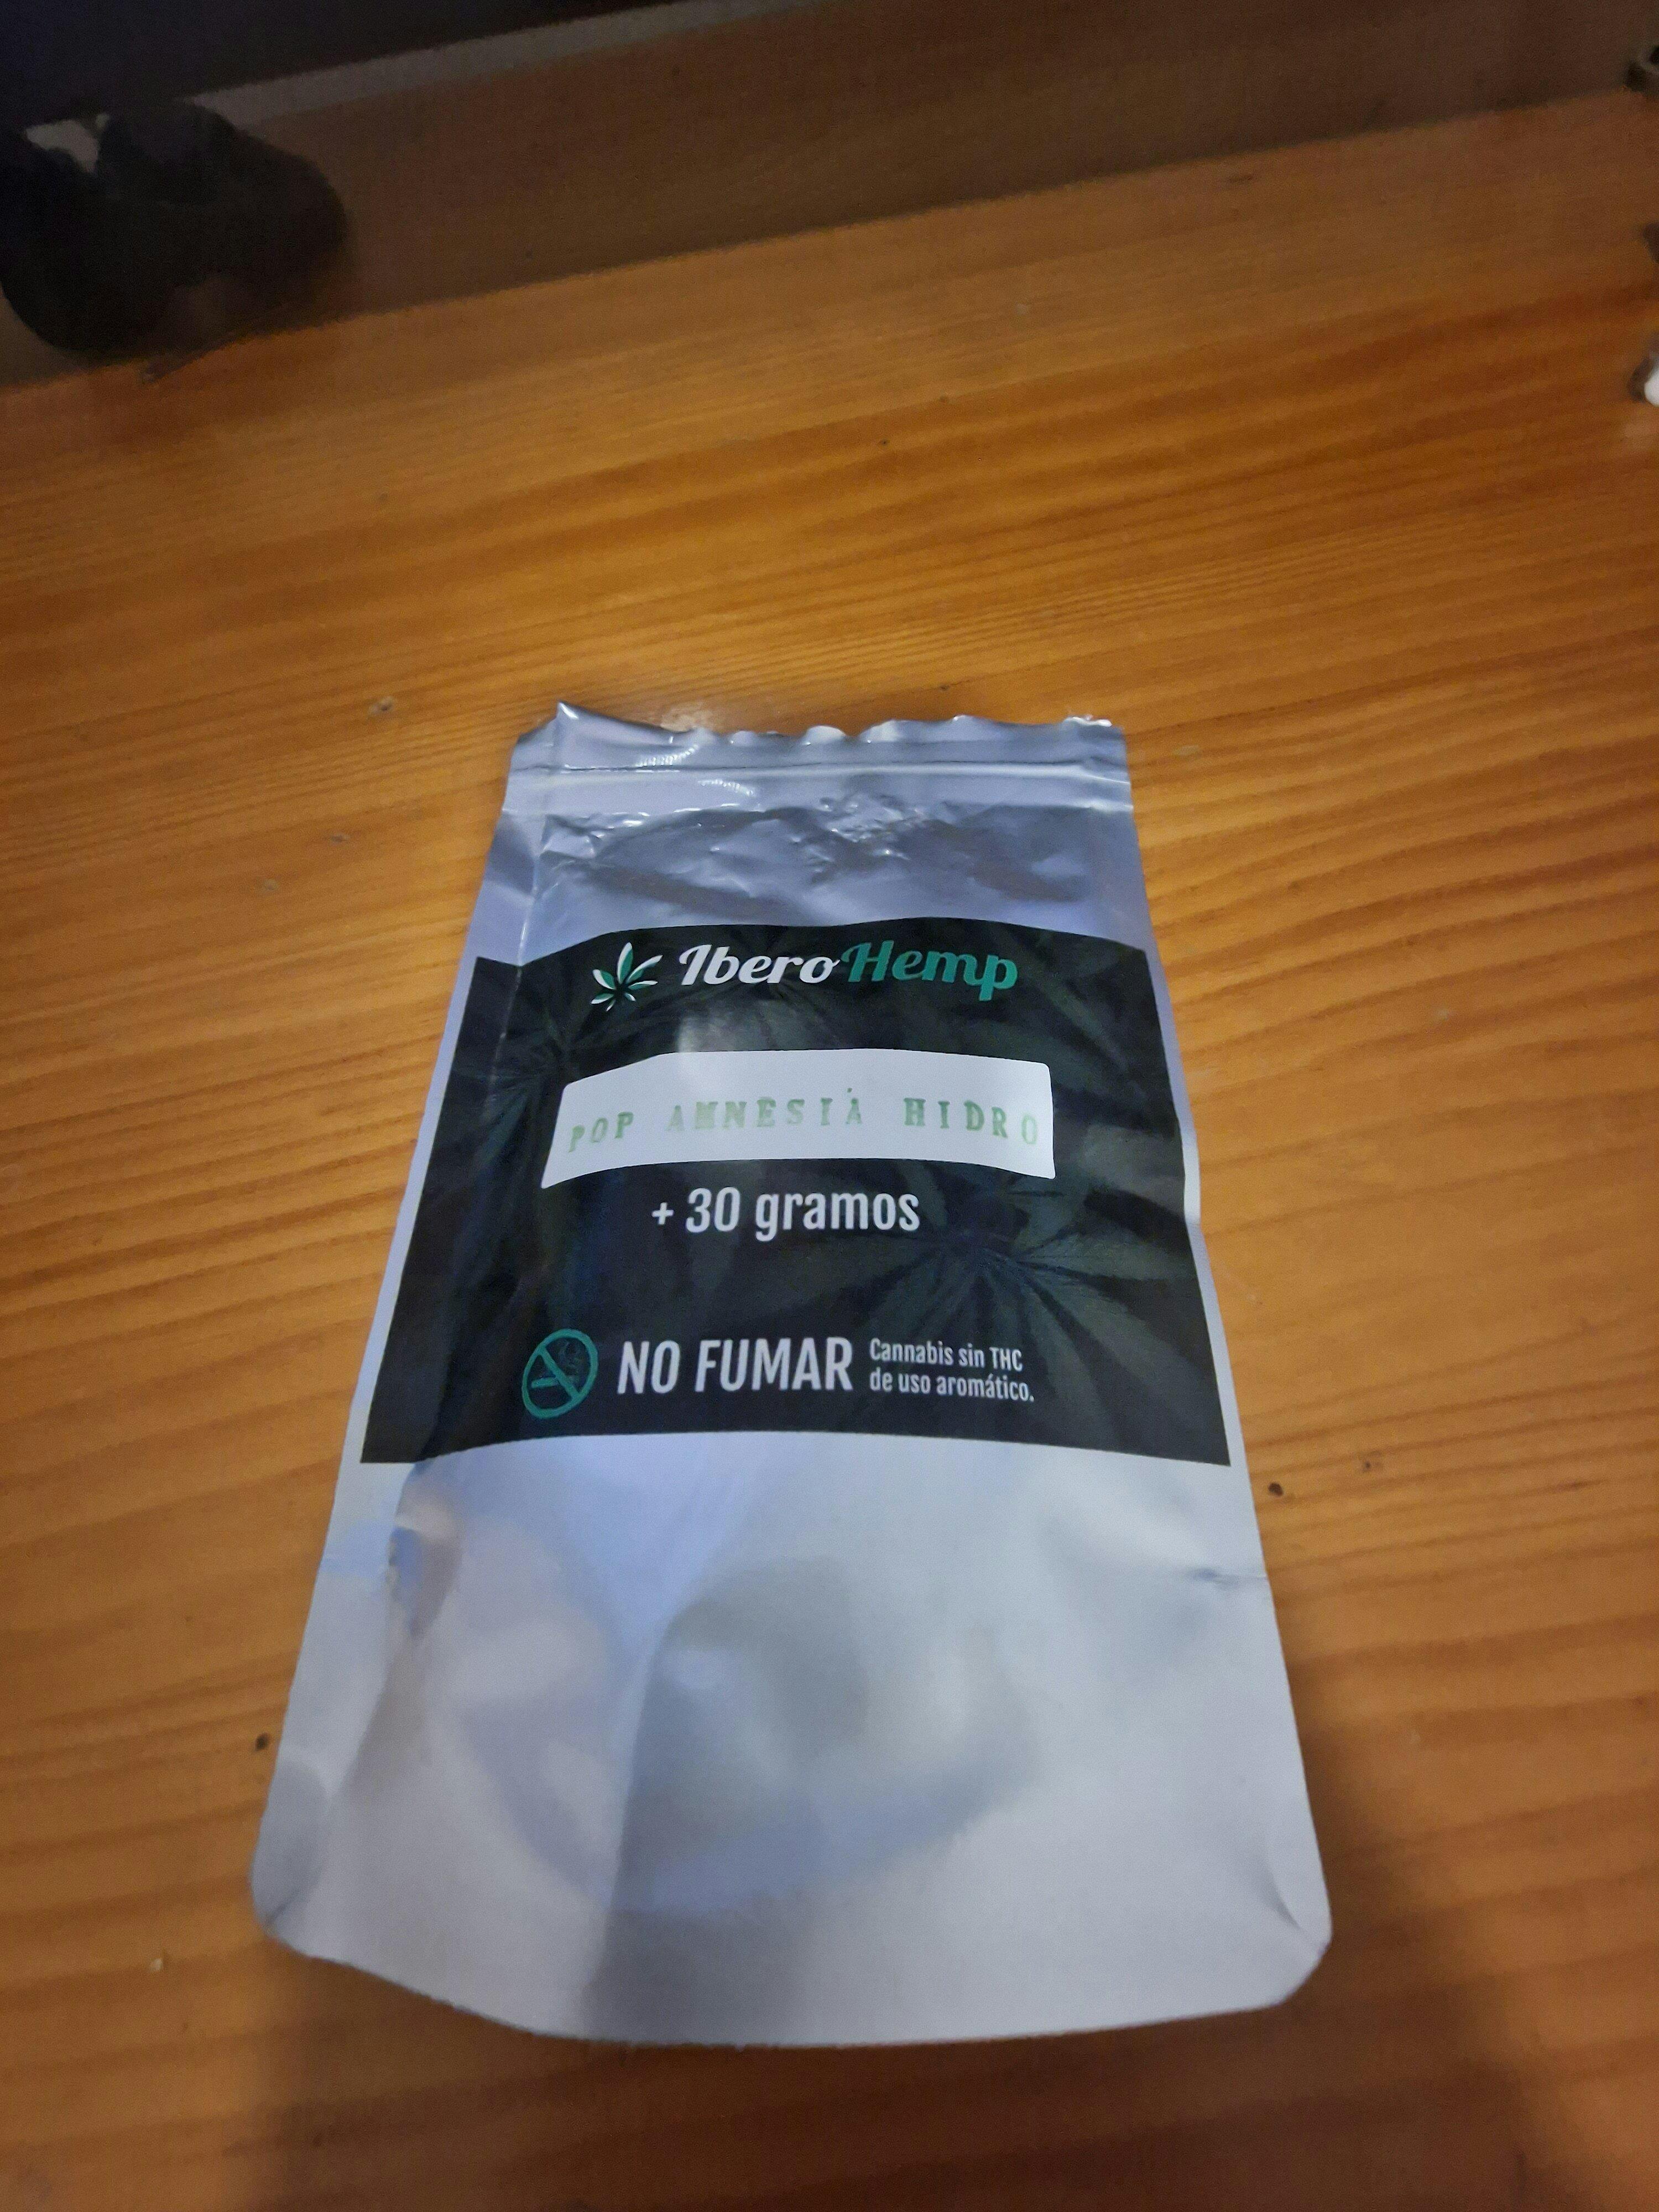 IberoHemp
POP AMNESIA HIDRO
+ 30 gramos
NO FUMAR
Cannabis sin THC
de uso aromático.